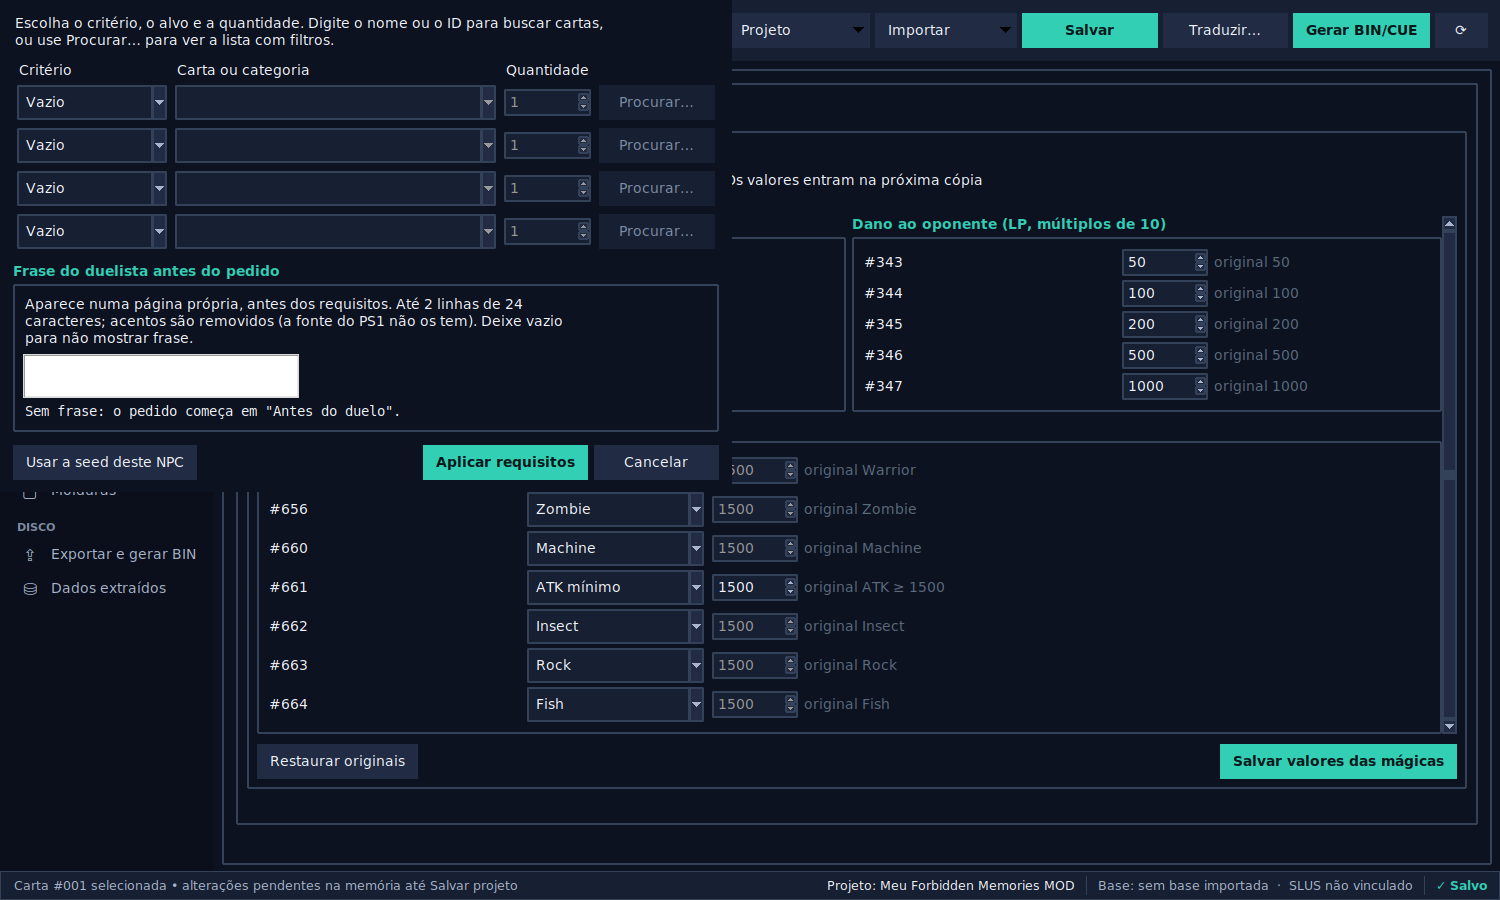 Escolha o critério, o alvo e a quantidade. Digite o nome ou o ID para buscar cartas,
ou use Procurar... para ver a lista com filtros.
Critério Carta ou categoria Quantidade
Vazio 1 Procurar...
Vazio 1 Procurar...
Vazio 1 Procurar...
Vazio 1 Procurar...
Frase do duelista antes do pedido
Aparece numa página própria, antes dos requisitos. Até 2 linhas de 24
caracteres; acentos são removidos (a fonte do PS1 não os tem). Deixe vazio
para não mostrar frase.
Sem frase: o pedido começa em "Antes do duelo".
Usar a seed deste NPC Aplicar requisitos Cancelar
Projeto Importar Salvar Traduzir... Gerar BIN/CUE ⟳
Os valores entram na próxima cópia
Dano ao oponente (LP, múltiplos de 10)
#343 50 original 50
#344 100 original 100
#345 200 original 200
#346 500 original 500
#347 1000 original 1000
original Warrior
#656 Zombie 1500 original Zombie
#660 Machine 1500 original Machine
#661 ATK mínimo 1500 original ATK ≥ 1500
#662 Insect 1500 original Insect
#663 Rock 1500 original Rock
#664 Fish 1500 original Fish
Restaurar originais Salvar valores das mágicas
Molduras
DISCO
Exportar e gerar BIN
Dados extraídos
Carta #001 selecionada • alterações pendentes na memória até Salvar projeto Projeto: Meu Forbidden Memories MOD Base: sem base importada · SLUS não vinculado ✓ Salvo